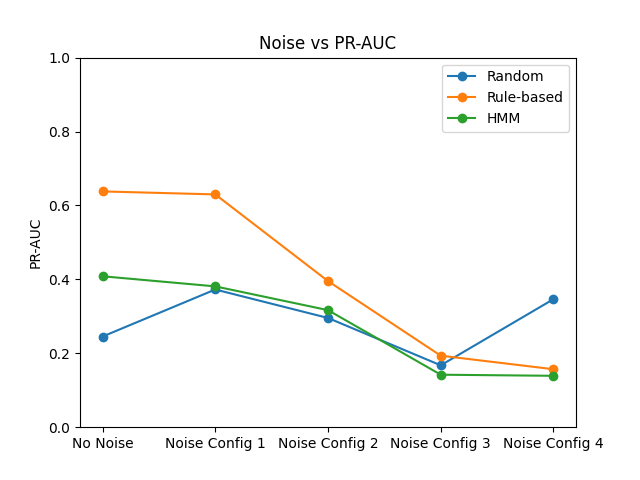 Noise vs PR-AUC
Random
Rule-based
HMM
PR-AUC
1.0
0.8
0.6
0.4
0.2
0.0
No Noise
Noise Config 1
Noise Config 2
Noise Config 3
Noise Config 4